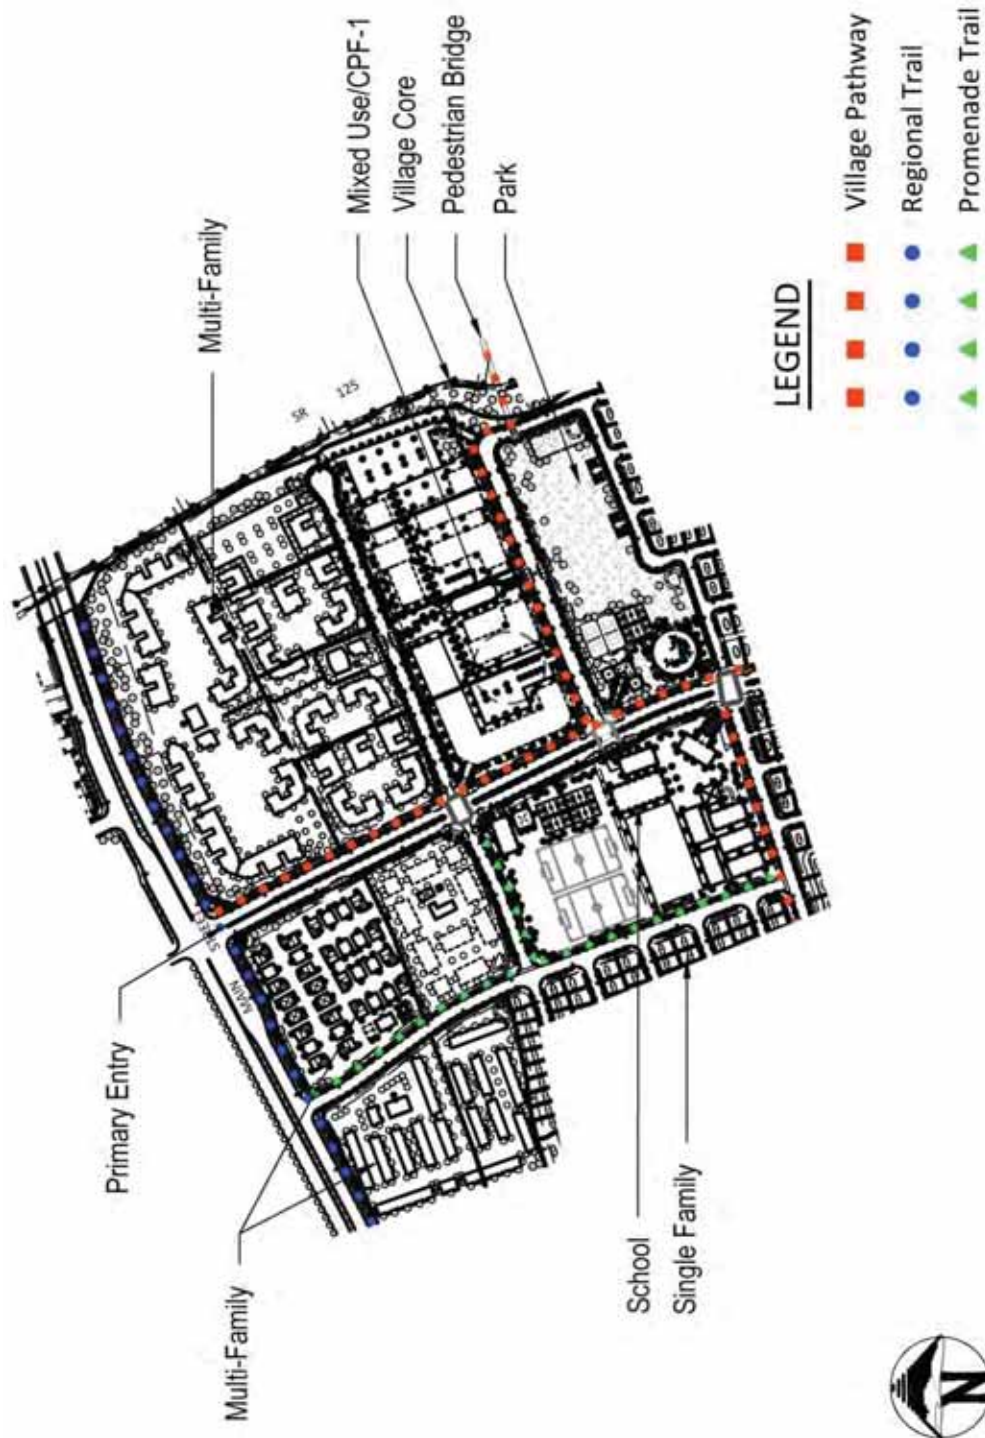 Multi-Family
Primary Entry
Multi-Family
Mixed Use/CPF-1
Village Core
Pedestrian Bridge
Park
School
Single Family
MAIN
SR 125
LEGEND
Village Pathway
Regional Trail
Promenade Trail
N